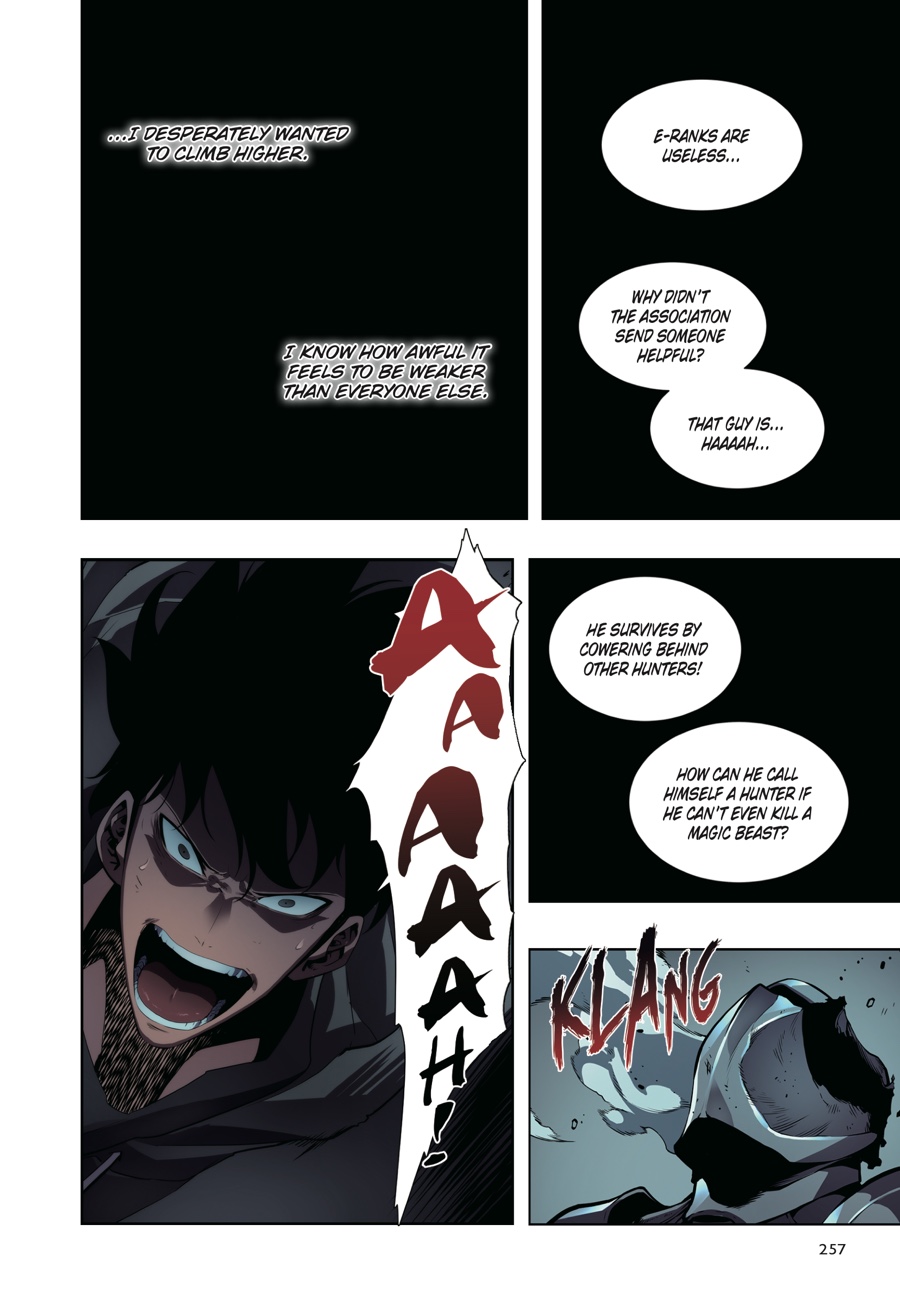 ...I DESPERATELY WANTED
TO CLIMB HIGHER.
I KNOW HOW AWFUL IT
FEELS TO BE WEAKER
THAN EVERYONE ELSE.
E-RANKS ARE
USELESS...
WHY DIDN'T
THE ASSOCIATION
SEND SOMEONE
HELPFUL?
THAT GUY IS...
HAAAAH...
AAAAAH!
HE SURVIVES BY
COWERING BEHIND
OTHER HUNTERS!
HOW CAN HE CALL
HIMSELF A HUNTER IF
HE CAN'T EVEN KILL A
MAGIC BEAST?
KLANG
257